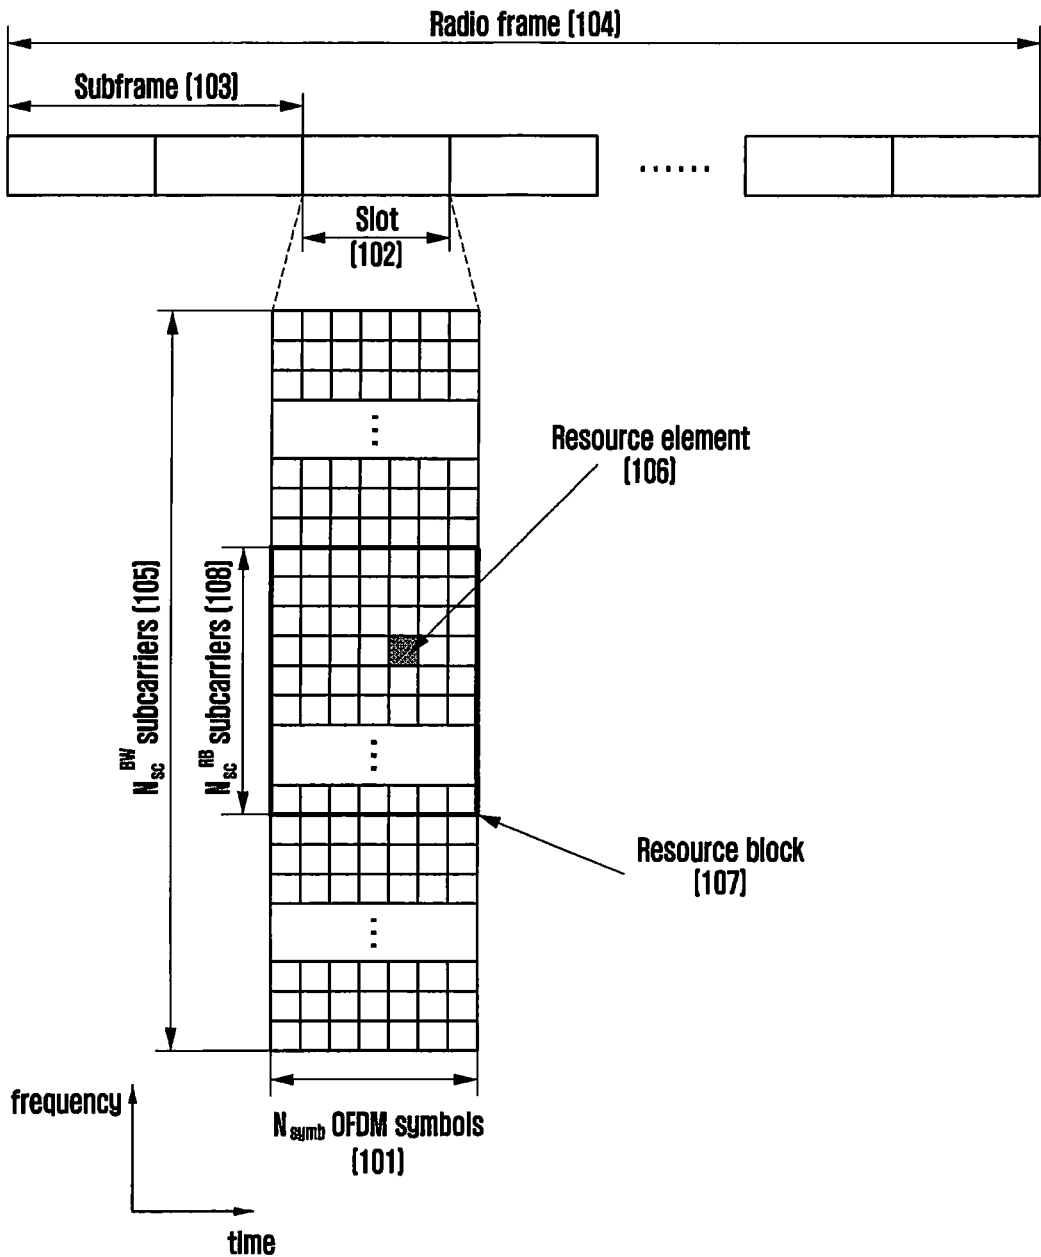 Radio frame (104)
Subframe (103)
......
Slot
(102)
Resource element
(106)
N_sc^BW subcarriers (105)
N_sc^RB subcarriers (108)
Resource block
(107)
frequency
N_symb OFDM symbols
(101)
time